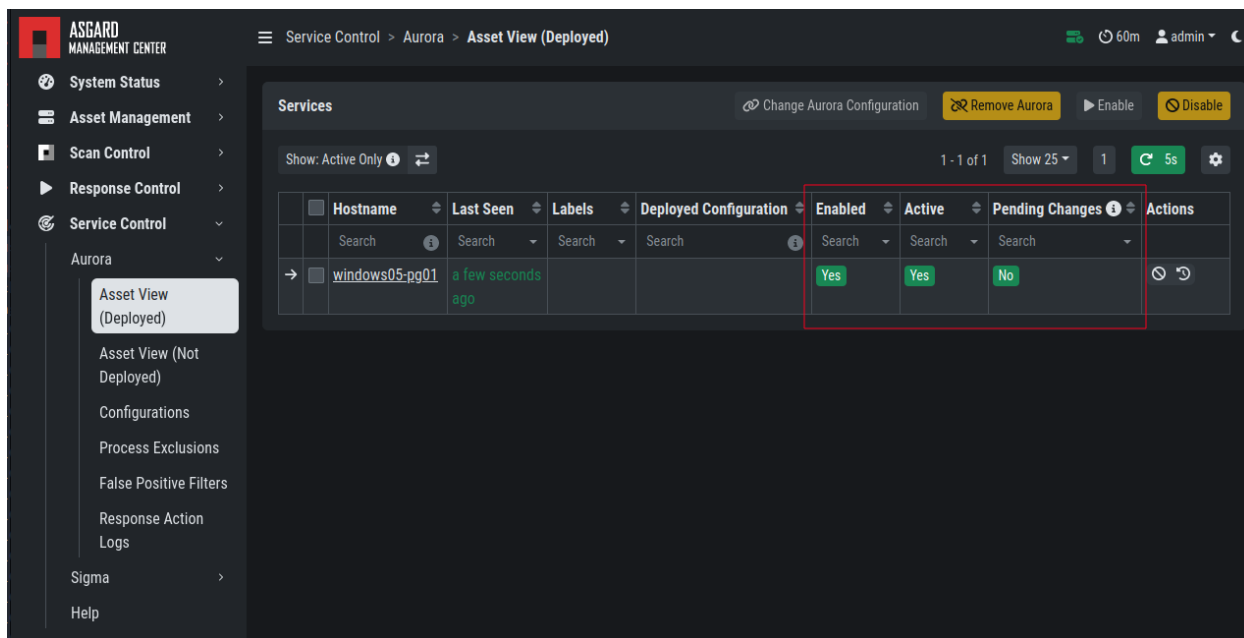 ASGARD
MANAGEMENT CENTER
Service Control > Aurora > Asset View (Deployed)
60m
admin
System Status
Asset Management
Scan Control
Response Control
Service Control
Aurora
Asset View
(Deployed)
Asset View (Not
Deployed)
Configurations
Process Exclusions
False Positive Filters
Response Action
Logs
Sigma
Help
Services
Change Aurora Configuration
Remove Aurora
Enable
Disable
Show: Active Only
1 - 1 of 1
Show 25
1
5s
Hostname Last Seen Labels Deployed Configuration Enabled Active Pending Changes Actions
Search Search Search Search Search Search Search
windows05-pg01 a few seconds Yes Yes No
ago